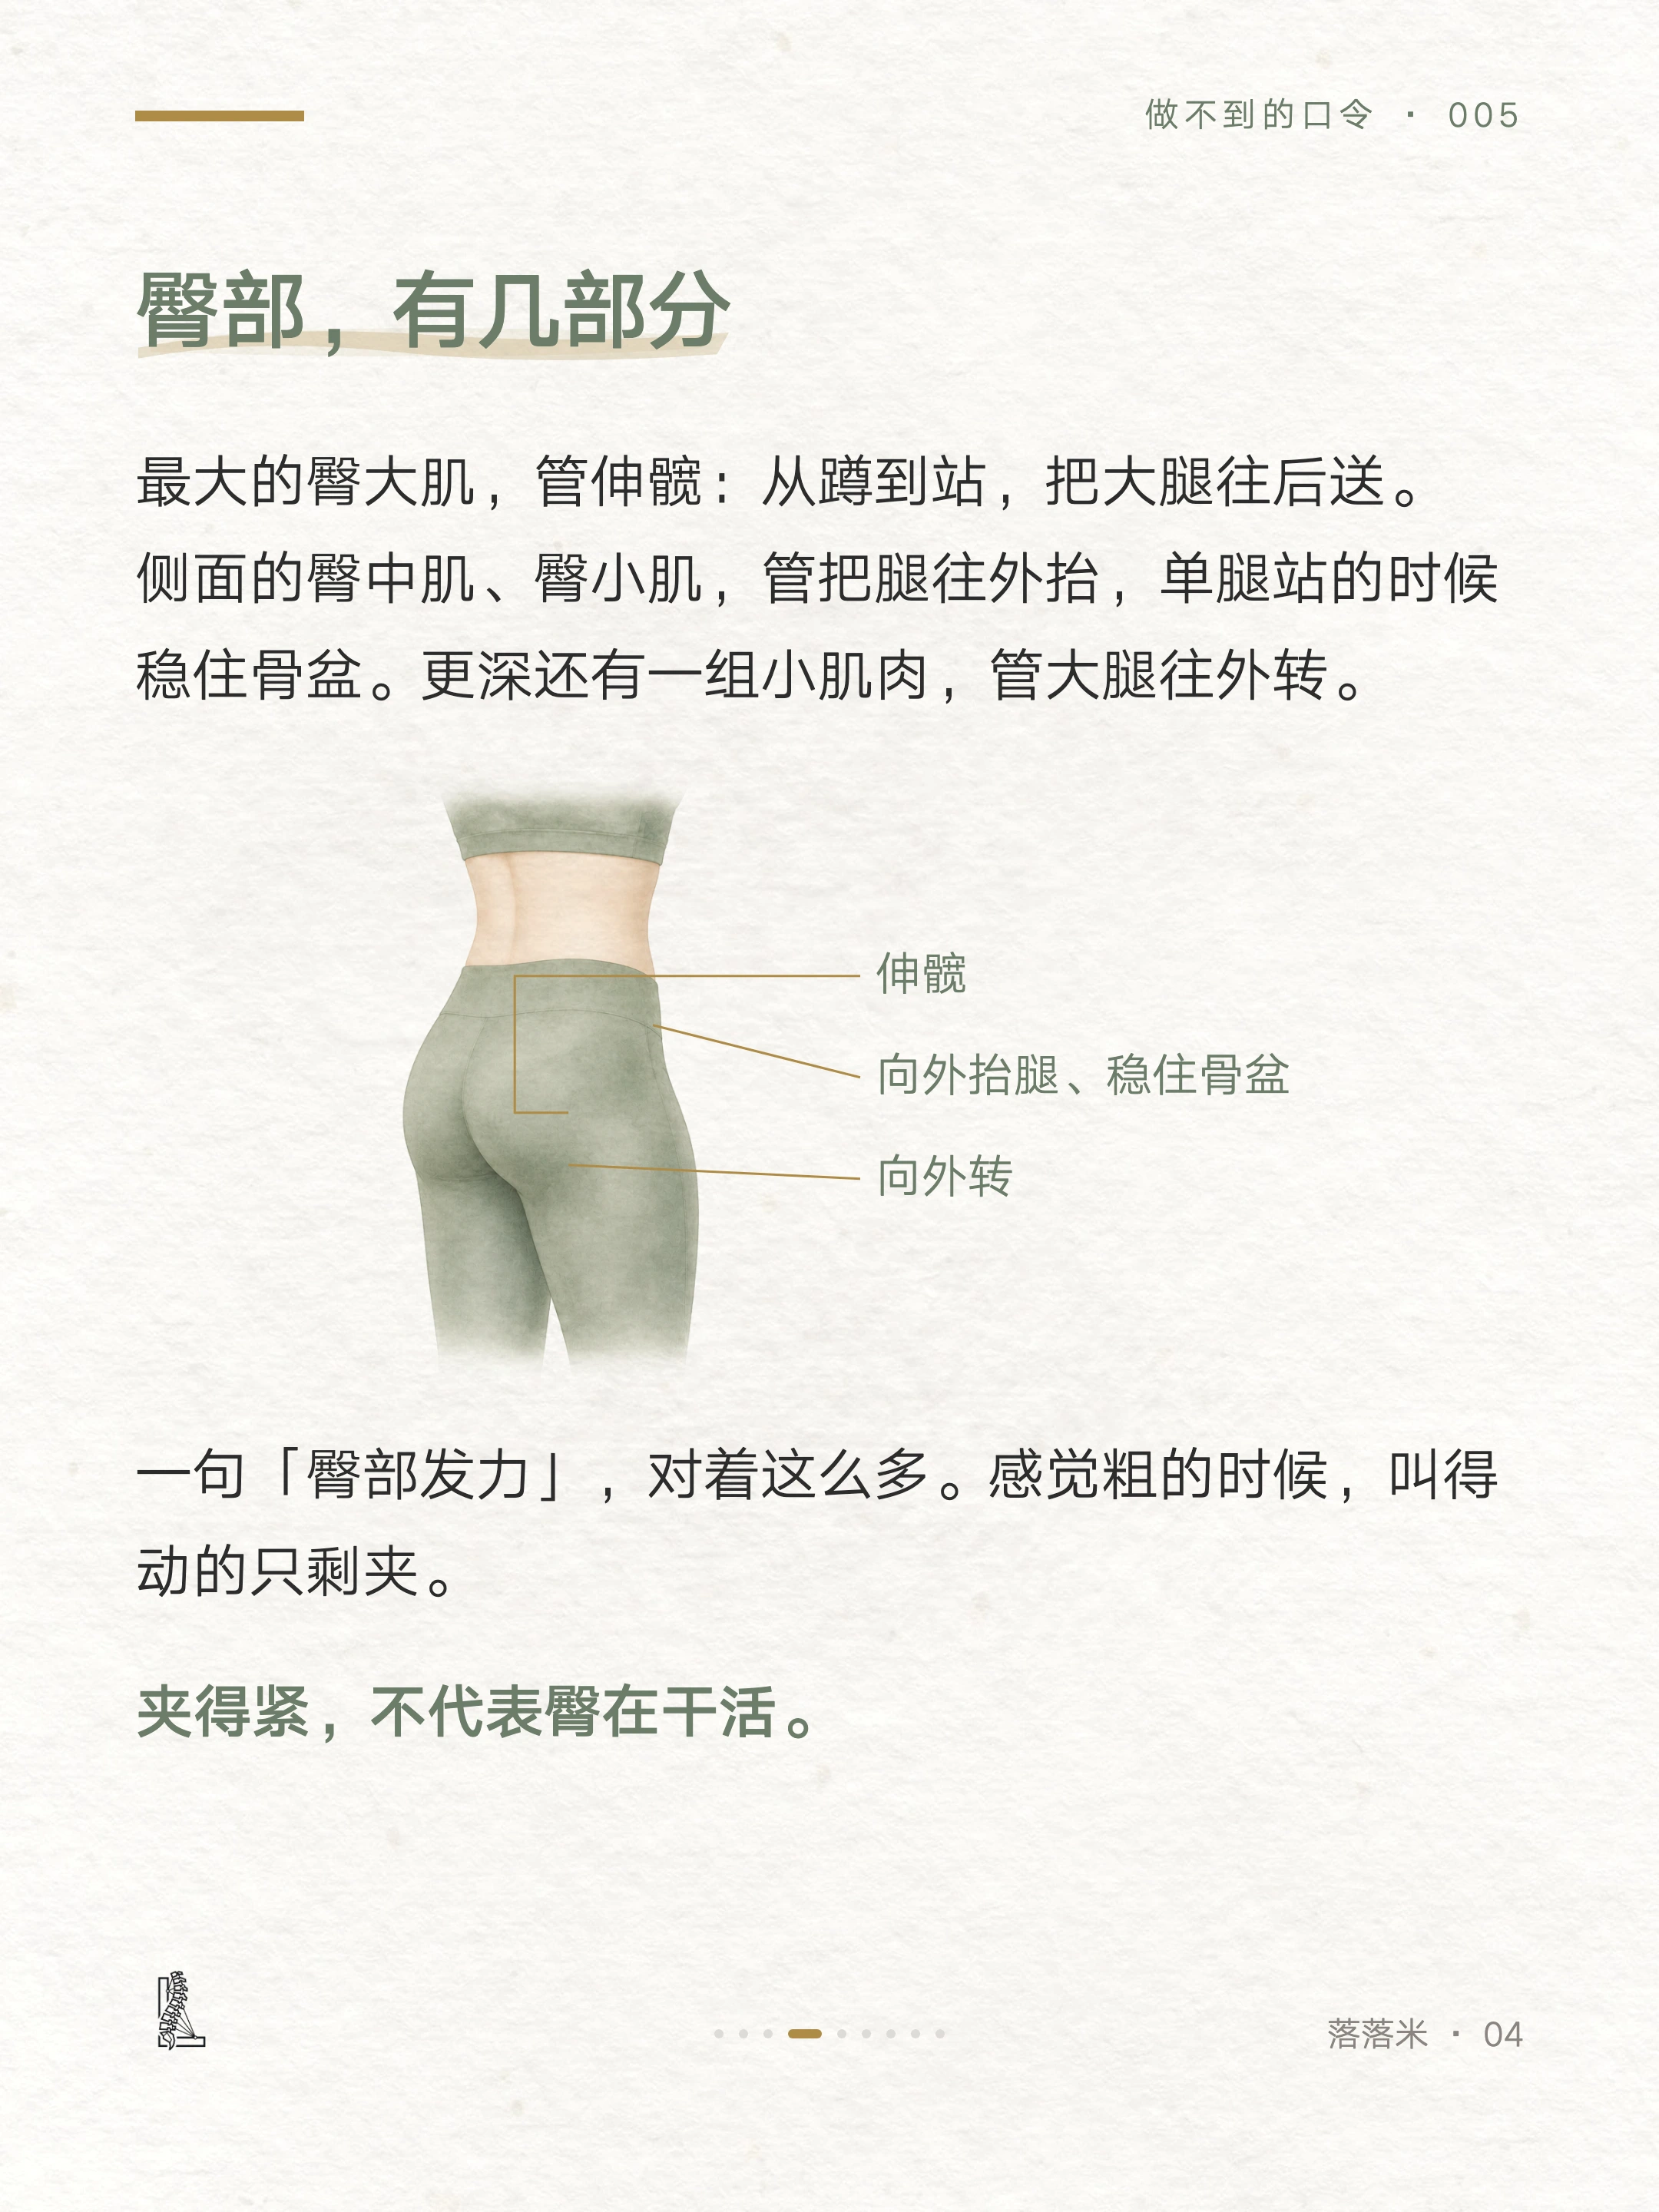 做不到的口令 · 005
臀部，有几部分
最大的臀大肌，管伸髋：从蹲到站，把大腿往后送。
侧面的臀中肌、臀小肌，管把腿往外抬，单腿站的时候
稳住骨盆。更深还有一组小肌肉，管大腿往外转。
伸髋
向外抬腿、稳住骨盆
向外转
一句「臀部发力」，对着这么多。感觉粗的时候，叫得
动的只剩夹。
夹得紧，不代表臀在干活。
落落米 · 04